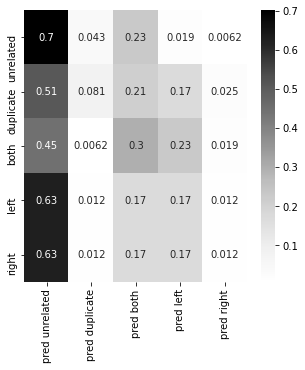 unrelated 0.7 0.043 0.23 0.019 0.0062
duplicate 0.51 0.081 0.21 0.17 0.025
both 0.45 0.0062 0.3 0.23 0.019
left 0.63 0.012 0.17 0.17 0.012
right 0.63 0.012 0.17 0.17 0.012
pred unrelated
pred duplicate
pred both
pred left
pred right
0.7
0.6
0.5
0.4
0.3
0.2
0.1